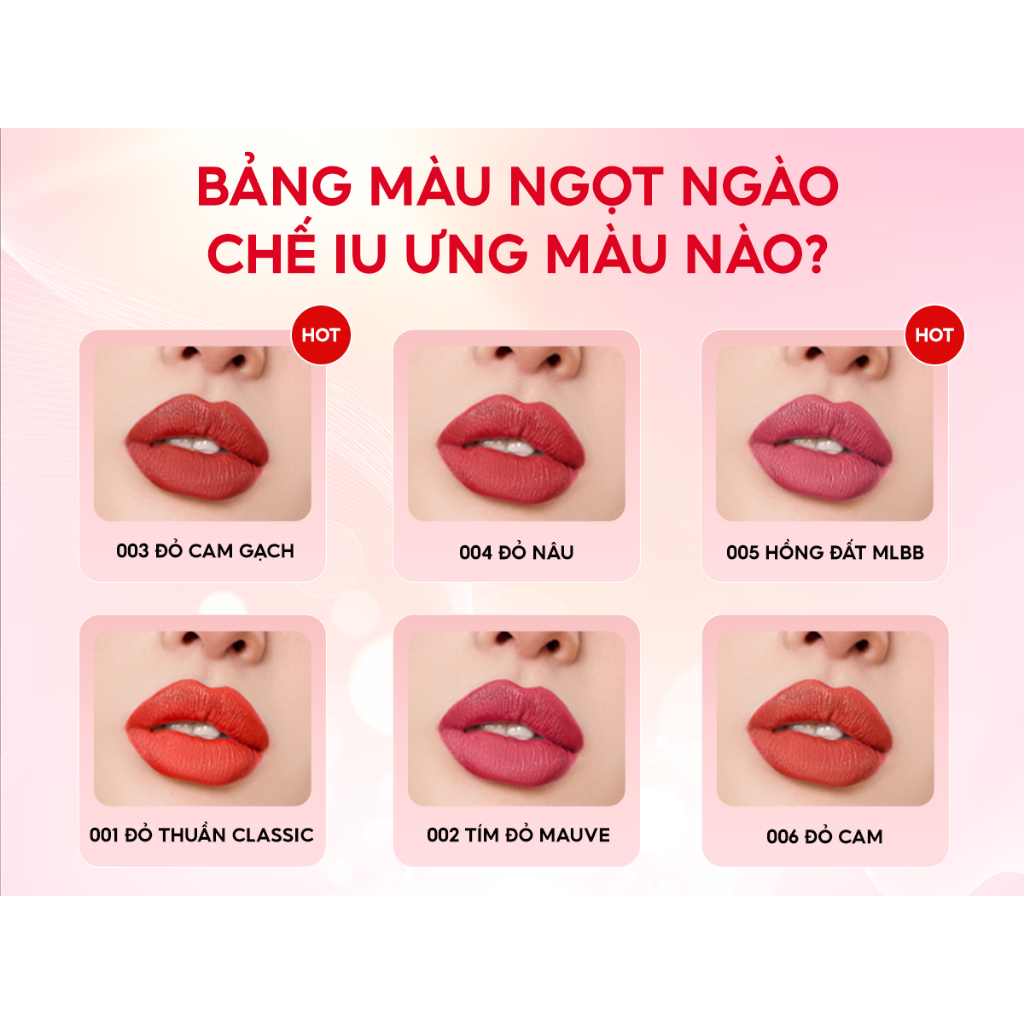 BẢNG MÀU NGỌT NGÀO
CHẾ IU ƯNG MÀU NÀO?
HOT
HOT
003 ĐỎ CAM GẠCH
004 ĐỎ NÂU
005 HỒNG ĐẤT MLBB
001 ĐỎ THUẦN CLASSIC
002 TÍM ĐỎ MAUVE
006 ĐỎ CAM